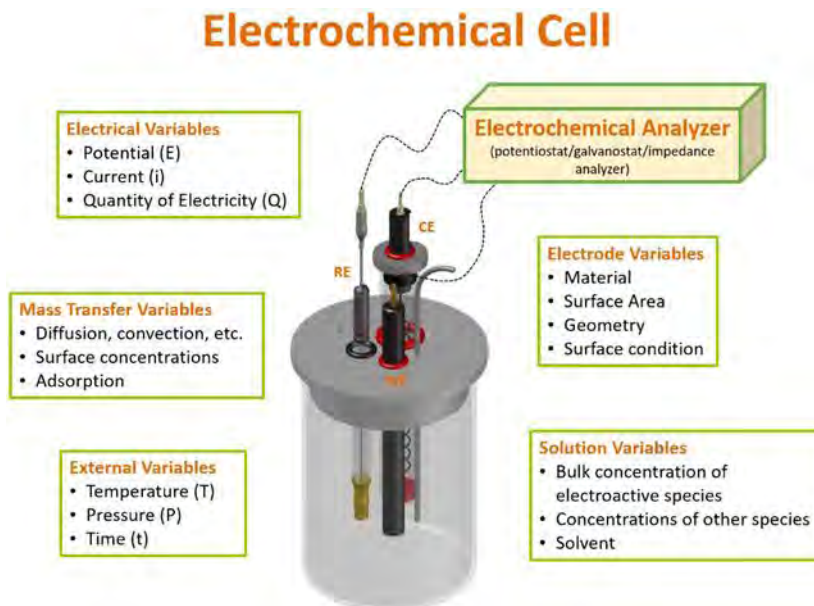 Electrochemical Cell
Electrical Variables
• Potential (E)
• Current (i)
• Quantity of Electricity (Q)
Electrochemical Analyzer
(potentiostat/galvanostat/impedance
analyzer)
CE
RE
WE
Mass Transfer Variables
• Diffusion, convection, etc.
• Surface concentrations
• Adsorption
Electrode Variables
• Material
• Surface Area
• Geometry
• Surface condition
External Variables
• Temperature (T)
• Pressure (P)
• Time (t)
Solution Variables
• Bulk concentration of
electroactive species
• Concentrations of other species
• Solvent